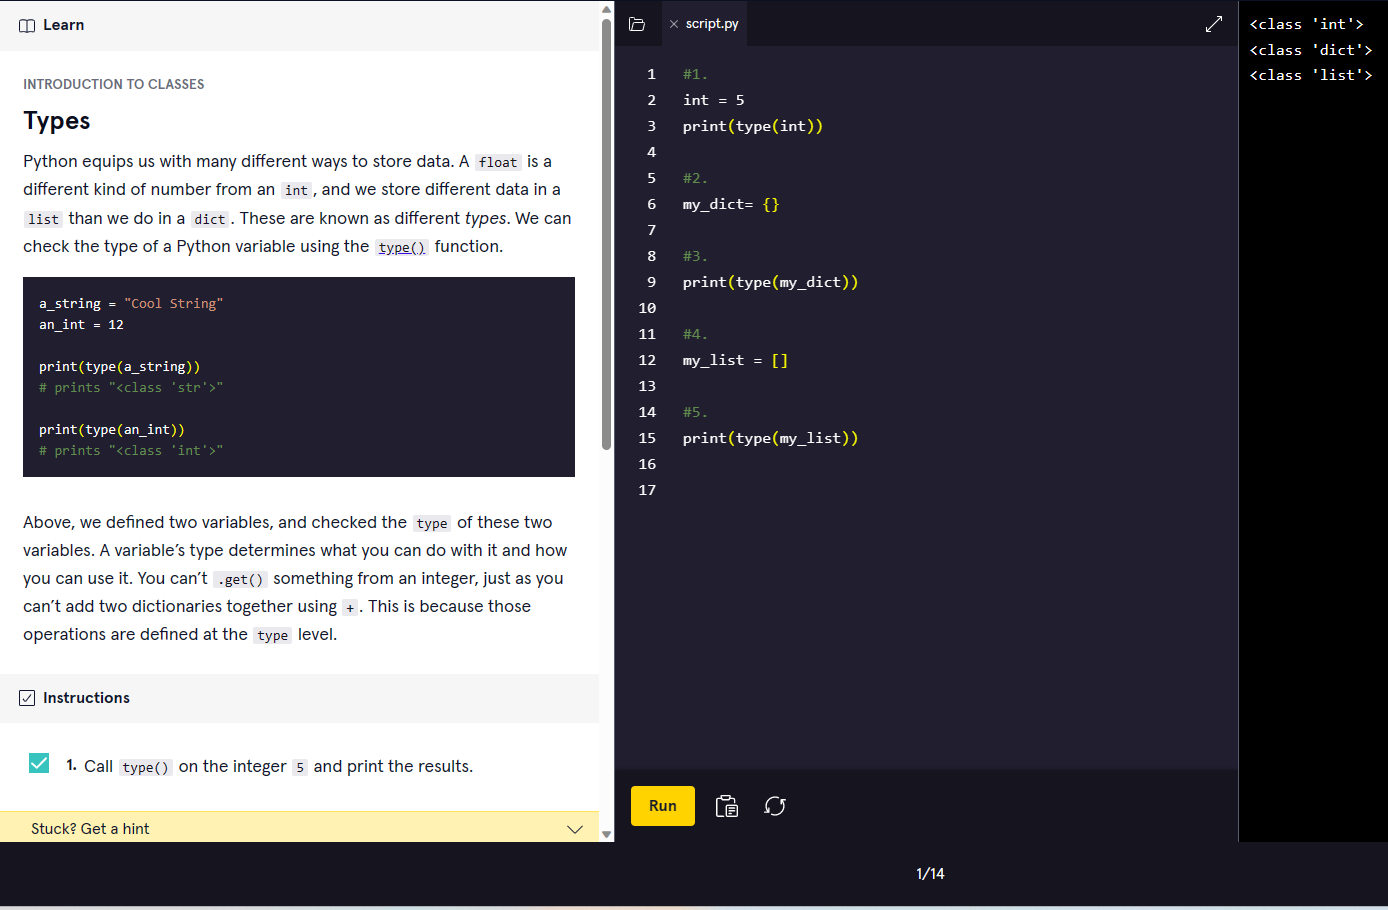 Learn
INTRODUCTION TO CLASSES
Types
Python equips us with many different ways to store data. A float is a
different kind of number from an int , and we store different data in a
list than we do in a dict . These are known as different types. We can
check the type of a Python variable using the type() function.
a_string = "Cool String"
an_int = 12
print(type(a_string))
# prints "<class 'str'>"
print(type(an_int))
# prints "<class 'int'>"
Above, we defined two variables, and checked the type of these two
variables. A variable’s type determines what you can do with it and how
you can use it. You can’t .get() something from an integer, just as you
can’t add two dictionaries together using + . This is because those
operations are defined at the type level.
Instructions
1. Call type() on the integer 5 and print the results.
Stuck? Get a hint
script.py
1 #1.
2 int = 5
3 print(type(int))
4
5 #2.
6 my_dict= {}
7
8 #3.
9 print(type(my_dict))
10
11 #4.
12 my_list = []
13
14 #5.
15 print(type(my_list))
16
17
Run
<class 'int'>
<class 'dict'>
<class 'list'>
1/14